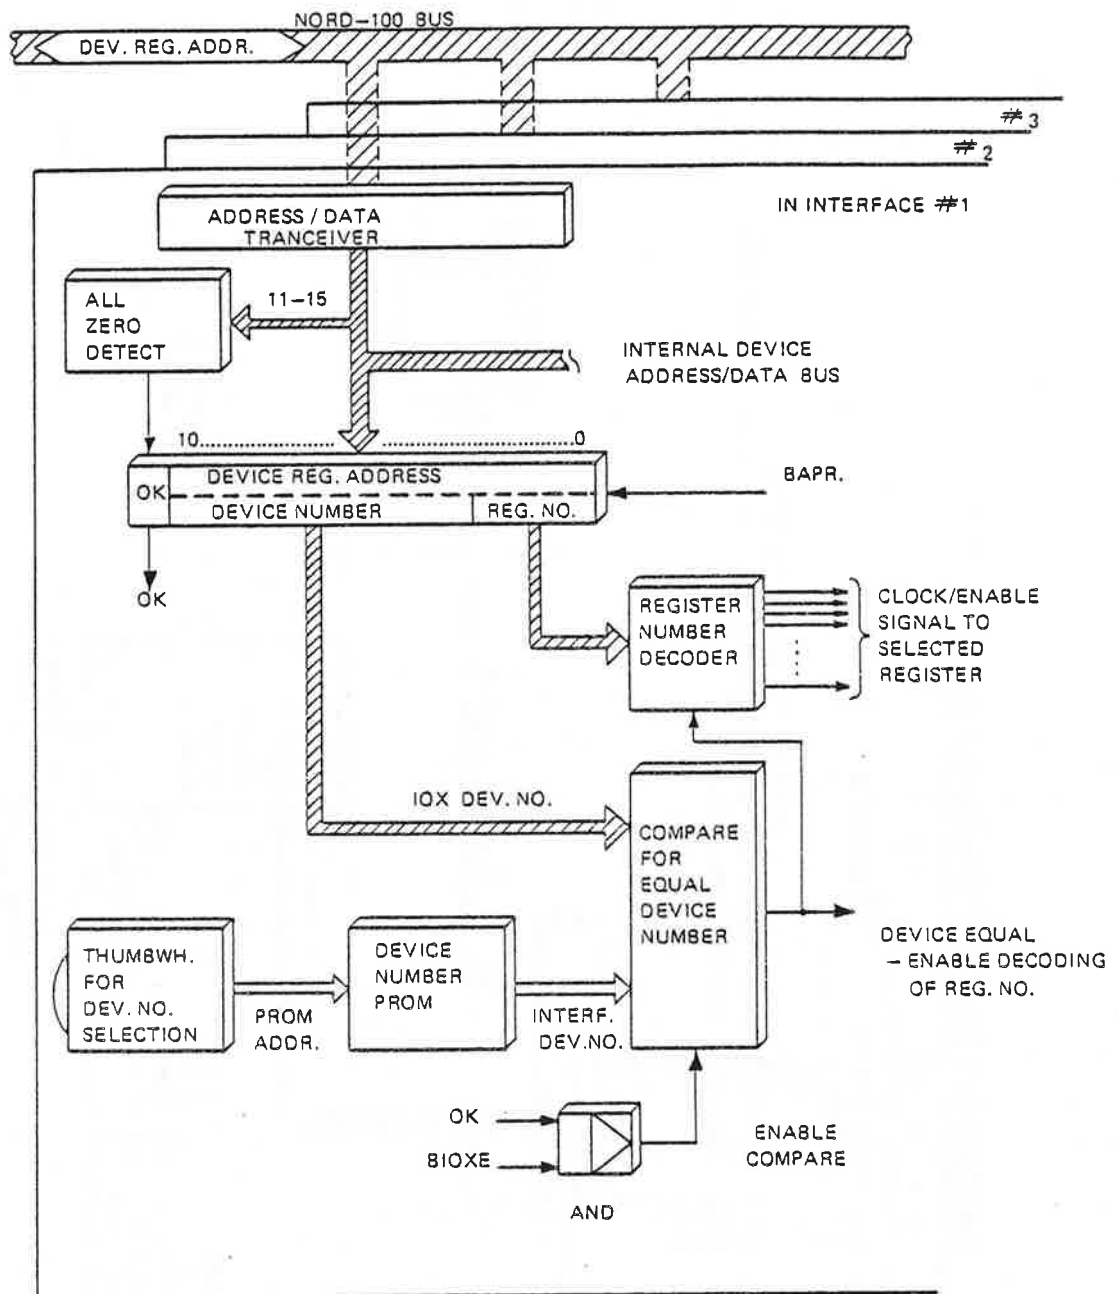 NORD-100 BUS
DEV. REG. ADDR.
#3
#2
IN INTERFACE #1
ADDRESS / DATA
TRANCEIVER
ALL
ZERO
DETECT
11-15
INTERNAL DEVICE
ADDRESS/DATA BUS
10 0
OK
DEVICE REG. ADDRESS
DEVICE NUMBER
REG. NO.
BAPR.
OK
REGISTER
NUMBER
DECODER
CLOCK/ENABLE
SIGNAL TO
SELECTED
REGISTER
IOX DEV. NO.
COMPARE
FOR
EQUAL
DEVICE
NUMBER
THUMBWH.
FOR
DEV. NO.
SELECTION
PROM
ADDR.
DEVICE
NUMBER
PROM
INTERF.
DEV.NO.
DEVICE EQUAL
- ENABLE DECODING
OF REG. NO.
OK
BIOXE
AND
ENABLE
COMPARE